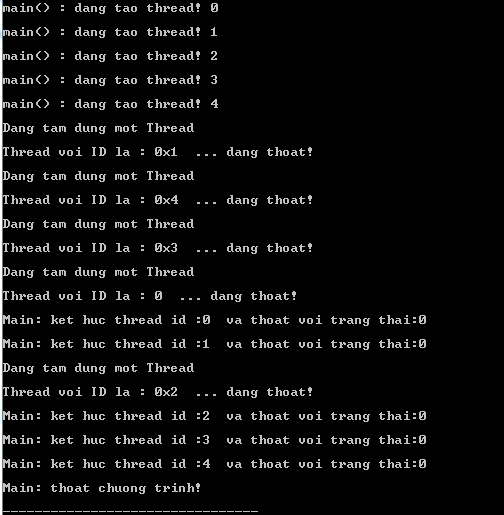 main() : dang tao thread! 0
main() : dang tao thread! 1
main() : dang tao thread! 2
main() : dang tao thread! 3
main() : dang tao thread! 4
Dang tam dung mot Thread
Thread voi ID la : 0x1  ... dang thoat!
Dang tam dung mot Thread
Thread voi ID la : 0x4  ... dang thoat!
Dang tam dung mot Thread
Thread voi ID la : 0x3  ... dang thoat!
Dang tam dung mot Thread
Thread voi ID la : 0  ... dang thoat!
Main: ket huc thread id :0  va thoat voi trang thai:0
Main: ket huc thread id :1  va thoat voi trang thai:0
Dang tam dung mot Thread
Thread voi ID la : 0x2  ... dang thoat!
Main: ket huc thread id :2  va thoat voi trang thai:0
Main: ket huc thread id :3  va thoat voi trang thai:0
Main: ket huc thread id :4  va thoat voi trang thai:0
Main: thoat chuong trinh!
--------------------------------